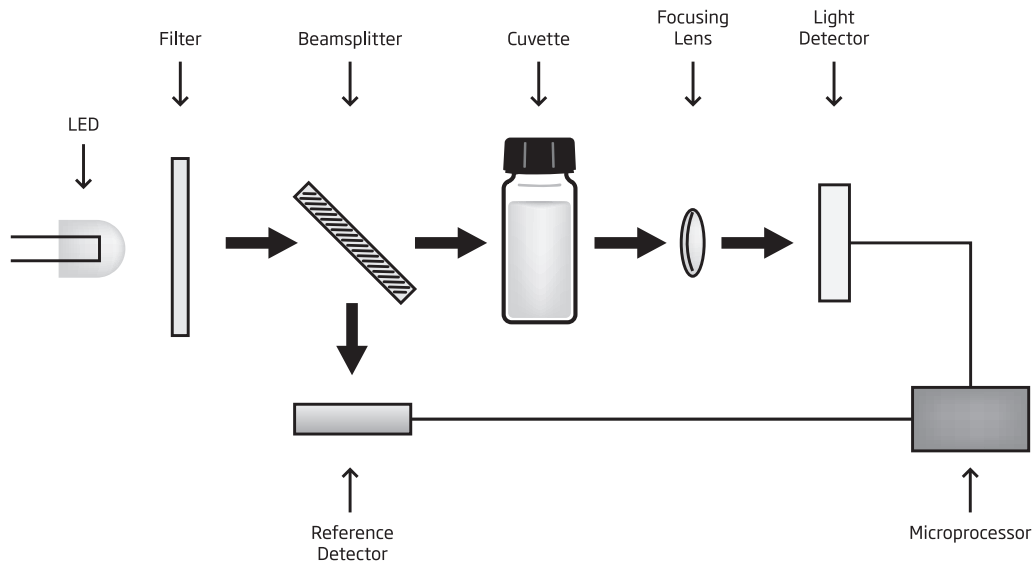 Focusing
Lens
Light
Detector
Filter
Beamsplitter
Cuvette
LED
Reference
Detector
Microprocessor